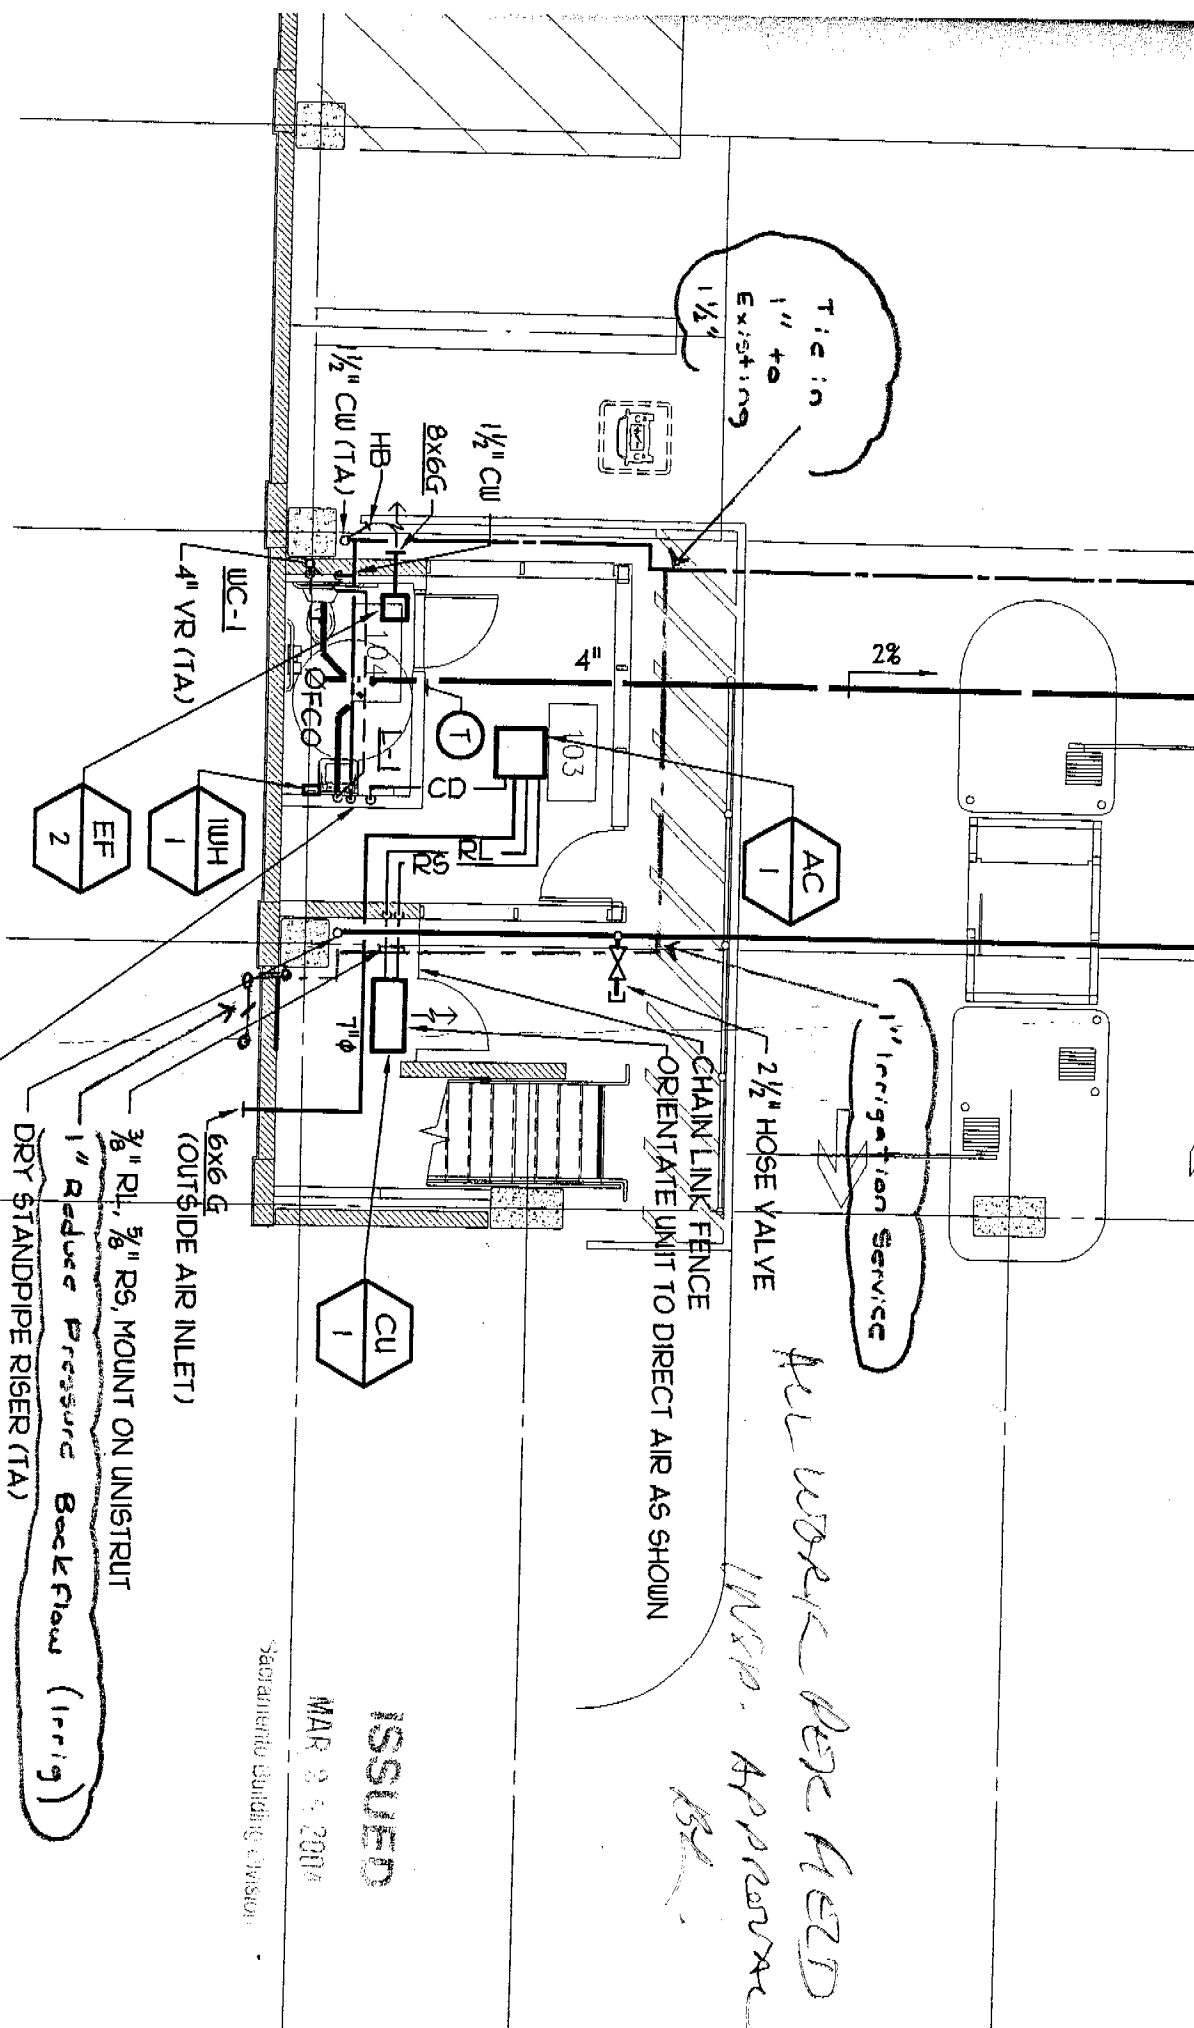 Tie in
1" to
Existing
1½"
1½" CW
8x6G
HB
1½" CW (TA)
WC-1
4" VR (TA)
104
FCO
L-1
T
4"
2%
103
CD
RL
RS
AC
1
IWH
1
EF
2
7"ø
CU
1
1" Irrigation Service
2½" HOSE VALVE
CHAIN LINK FENCE
ORIENTATE UNIT TO DIRECT AIR AS SHOWN
6x6 G
(OUTSIDE AIR INLET)
⅜" RL, ⅝" RS, MOUNT ON UNISTRUT
1" Reduce Pressure Backflow (Irrig)
DRY STANDPIPE RISER (TA)
ALL WORK PER FIELD
INSP. APPROVAL
ISSUED
MAR 2004
Sacramento Building Division